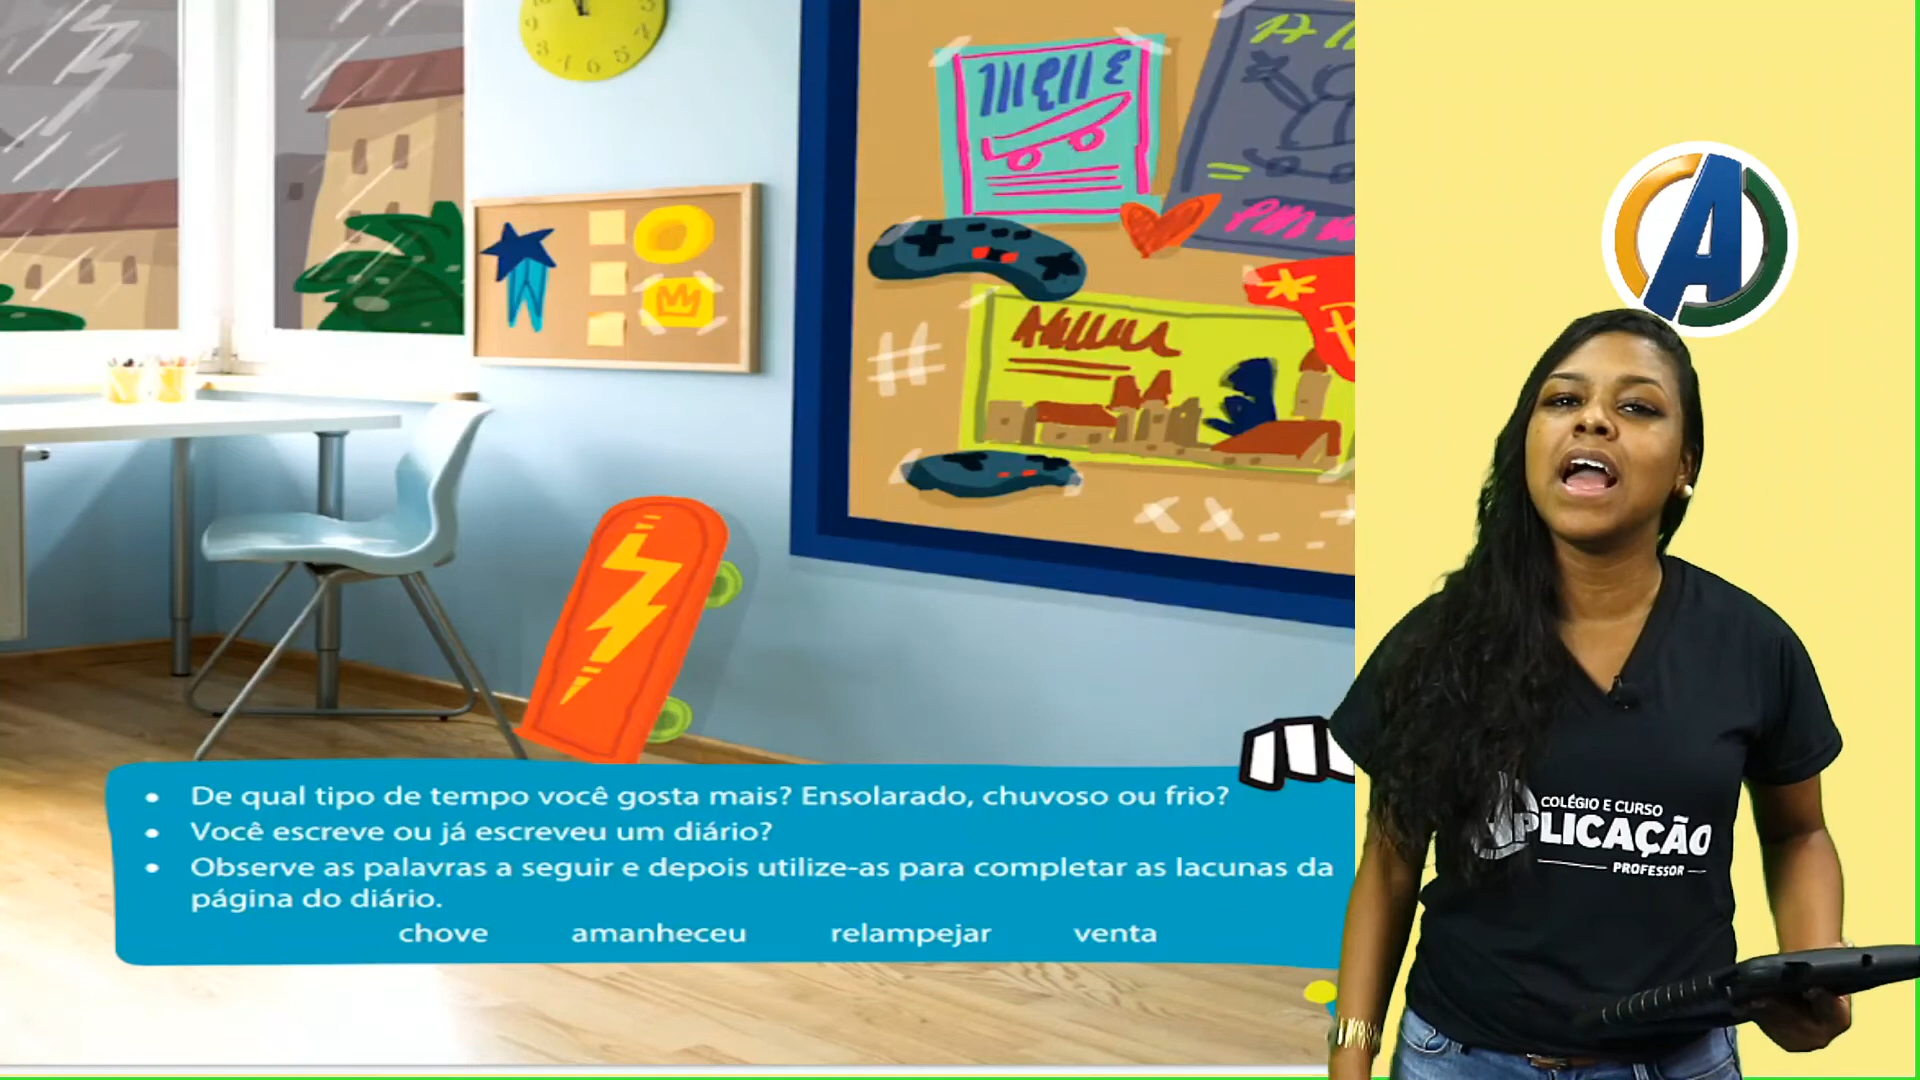 De qual tipo de tempo você gosta mais? Ensolarado, chuvoso ou frio?
Você escreve ou já escreveu um diário?
Observe as palavras a seguir e depois utilize-as para completar as lacunas da
página do diário.
chove amanheceu relampejar venta
A
COLÉGIO E CURSO
APLICAÇÃO
PROFESSOR